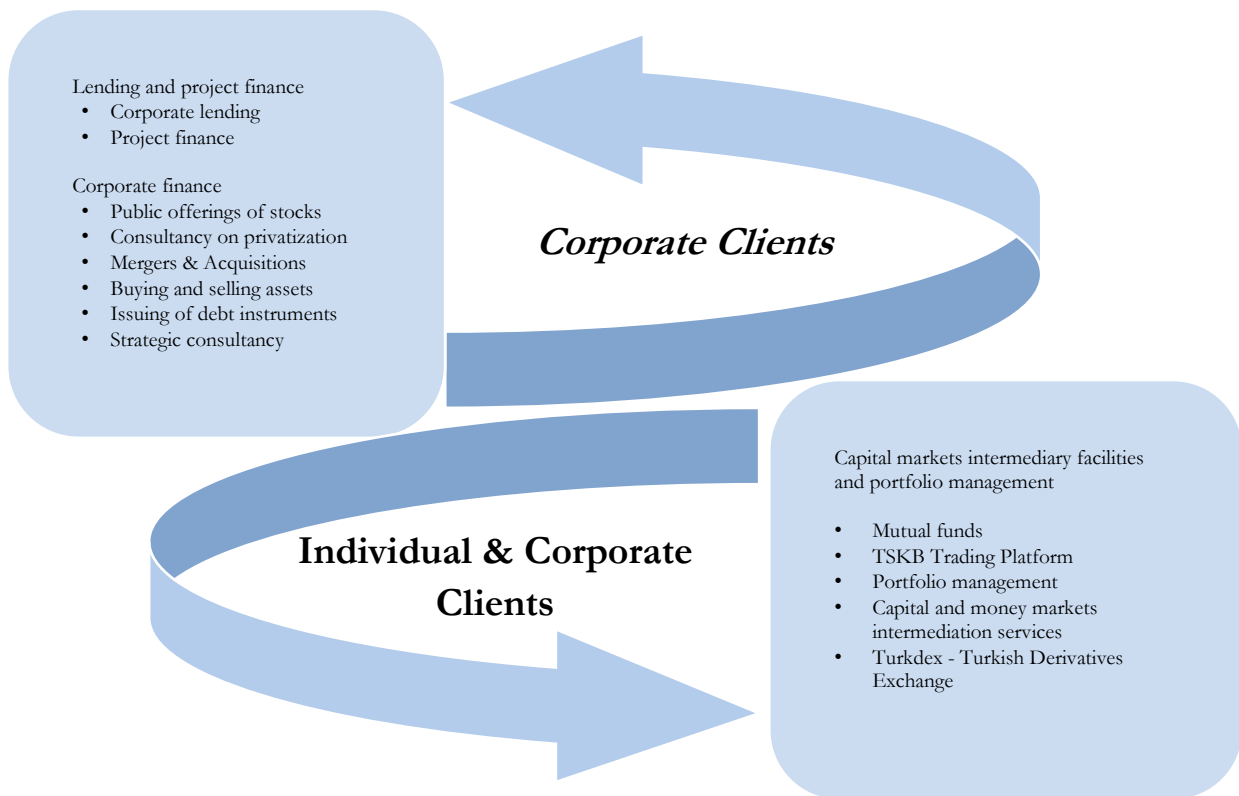 Lending and project finance
• Corporate lending
• Project finance
Corporate finance
• Public offerings of stocks
• Consultancy on privatization
• Mergers & Acquisitions
• Buying and selling assets
• Issuing of debt instruments
• Strategic consultancy
Corporate Clients
Individual & Corporate
Clients
Capital markets intermediary facilities
and portfolio management
• Mutual funds
• TSKB Trading Platform
• Portfolio management
• Capital and money markets
intermediation services
• Turkdex - Turkish Derivatives
Exchange